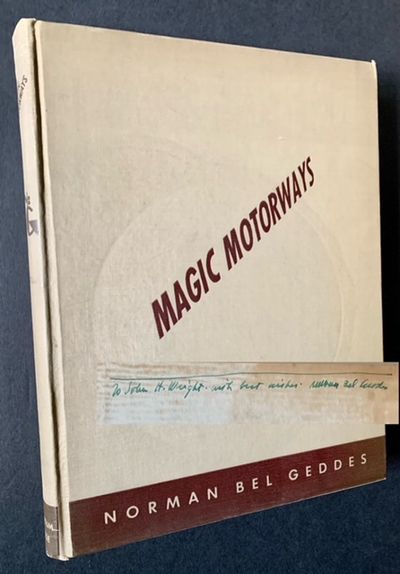 MAGIC MOTORWAYS
To John H. Wright - with best wishes - Norman Bel Geddes
NORMAN BEL GEDDES